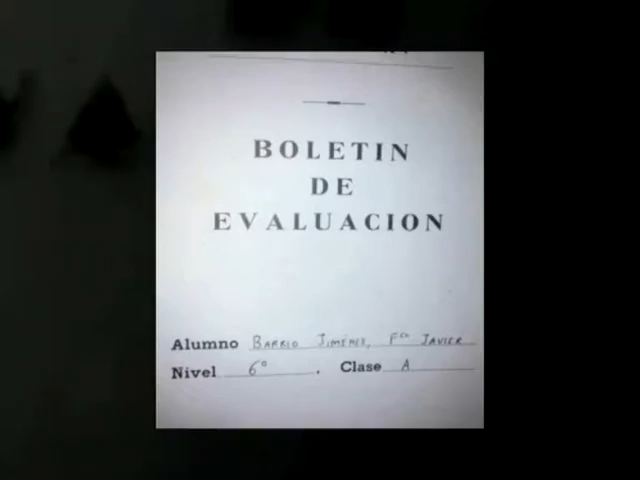 BOLETIN
DE
EVALUACION
Alumno Barrio Jiménez, Fco Javier
Nivel 6º. Clase A